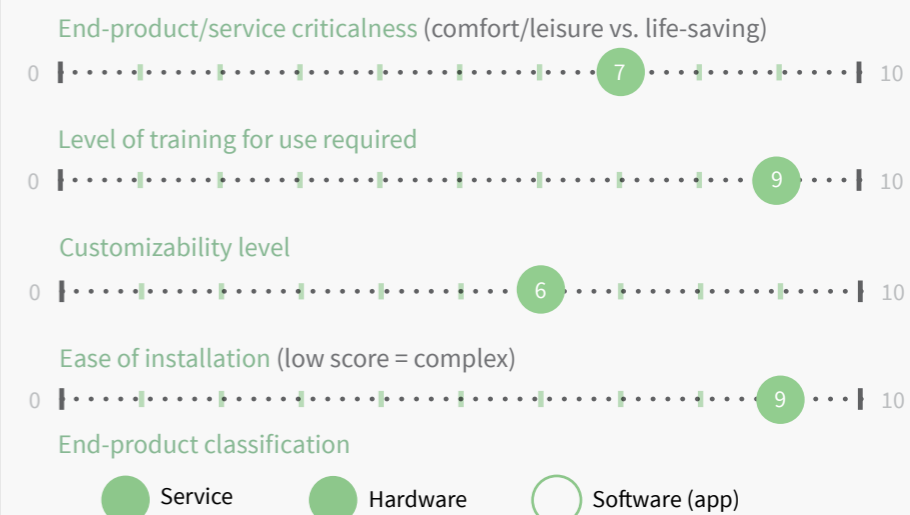 End-product/service criticalness (comfort/leisure vs. life-saving)
0 7 10
Level of training for use required
0 9 10
Customizability level
0 6 10
Ease of installation (low score = complex)
0 9 10
End-product classification
Service Hardware Software (app)